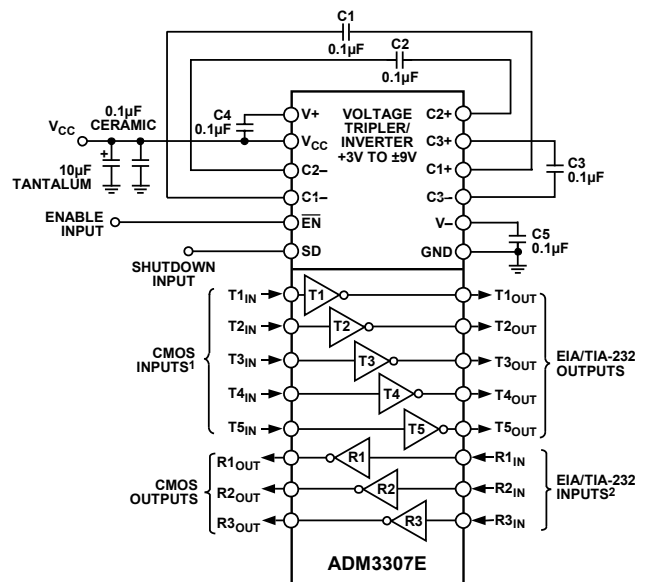 C1
0.1µF
C2
0.1µF
0.1µF
CERAMIC
C4
0.1µF
VCC
+
10µF
TANTALUM
V+
VCC
C2–
C1–
EN
SD
VOLTAGE
TRIPLER/
INVERTER
+3V TO ±9V
C2+
C3+
C1+
C3–
V–
GND
C3
0.1µF
C5
0.1µF
ENABLE
INPUT
SHUTDOWN
INPUT
CMOS
INPUTS1
T1IN
T1
T1OUT
T2IN
T2
T2OUT
T3IN
T3
T3OUT
T4IN
T4
T4OUT
T5IN
T5
T5OUT
EIA/TIA-232
OUTPUTS
CMOS
OUTPUTS
R1OUT
R1
R1IN
R2OUT
R2
R2IN
R3OUT
R3
R3IN
EIA/TIA-232
INPUTS2
ADM3307E